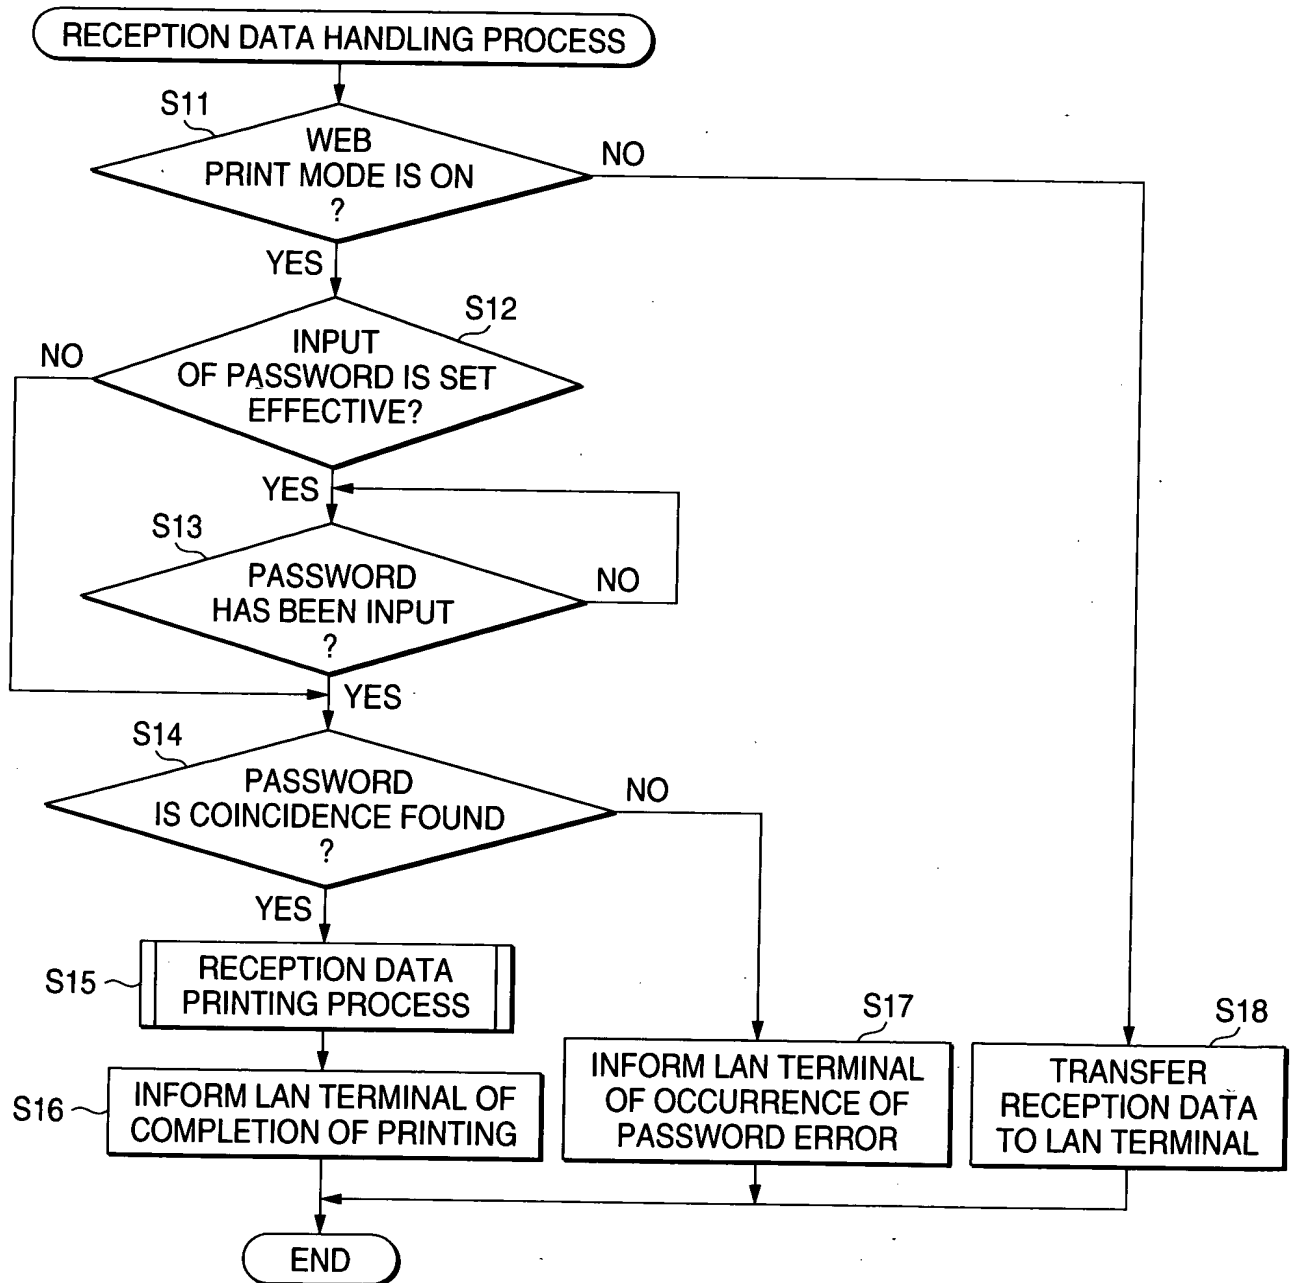 RECEPTION DATA HANDLING PROCESS
S11
WEB
PRINT MODE IS ON
?
NO
YES
S12
INPUT
OF PASSWORD IS SET
EFFECTIVE?
NO
YES
S13
PASSWORD
HAS BEEN INPUT
?
NO
YES
S14
PASSWORD
IS COINCIDENCE FOUND
?
NO
YES
S15
RECEPTION DATA
PRINTING PROCESS
S16
INFORM LAN TERMINAL OF
COMPLETION OF PRINTING
S17
INFORM LAN TERMINAL
OF OCCURRENCE OF
PASSWORD ERROR
S18
TRANSFER
RECEPTION DATA
TO LAN TERMINAL
END